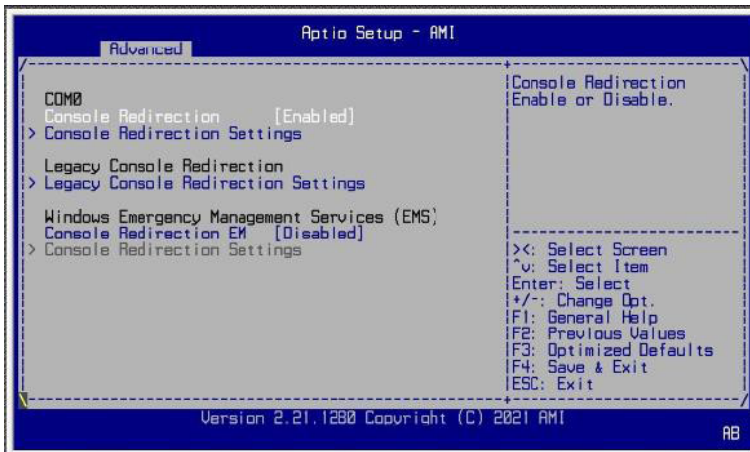 Aptio Setup - AMI
Advanced
COM0
Console Redirection [Enabled]
> Console Redirection Settings
Legacy Console Redirection
> Legacy Console Redirection Settings
Windows Emergency Management Services (EMS)
Console Redirection EM [Disabled]
> Console Redirection Settings
Console Redirection
Enable or Disable.
><: Select Screen
^v: Select Item
Enter: Select
+/-: Change Opt.
F1: General Help
F2: Previous Values
F3: Optimized Defaults
F4: Save & Exit
ESC: Exit
Version 2.21.1280 Copyright (C) 2021 AMI
AB